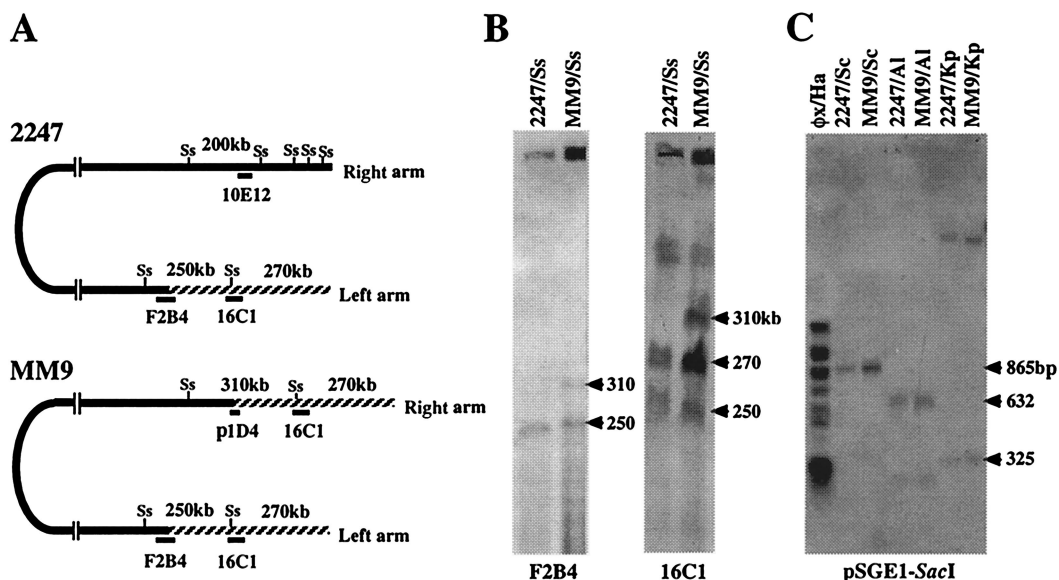 A
2247
Ss 200kb Ss Ss Ss Ss
Right arm
10E12
Ss 250kb Ss 270kb
Left arm
F2B4 16C1
MM9
Ss 310kb Ss 270kb
Right arm
p1D4 16C1
Ss 250kb Ss 270kb
Left arm
F2B4 16C1
B
2247/Ss
MM9/Ss
310
250
F2B4
2247/Ss
MM9/Ss
310kb
270
250
16C1
C
ϕx/Ha
2247/Sc
MM9/Sc
2247/Al
MM9/Al
2247/Kp
MM9/Kp
865bp
632
325
pSGE1-SacI